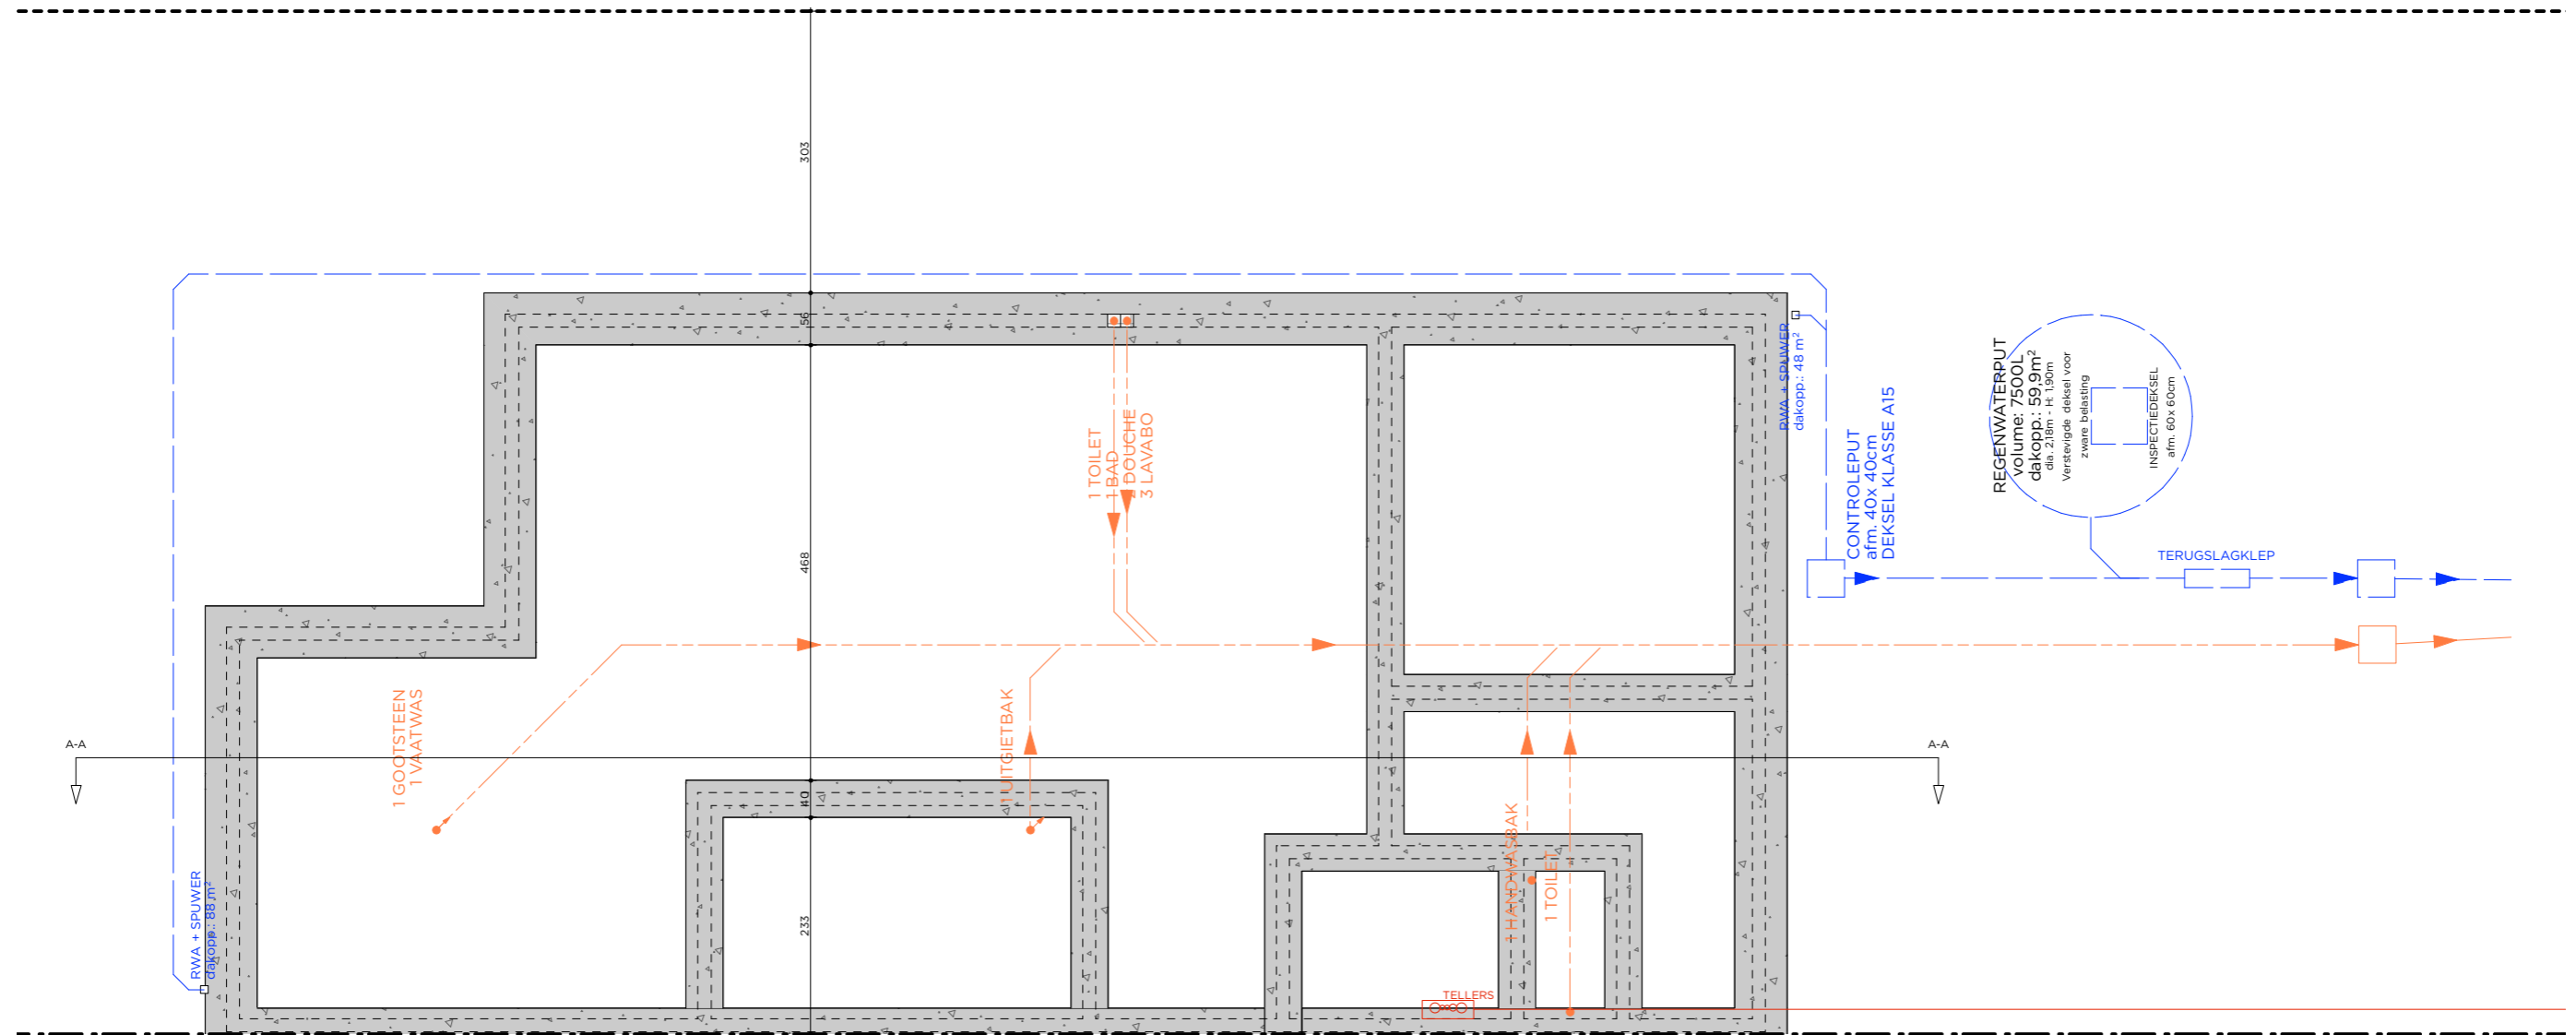 303
56
468
40
233
A-A
A-A
RWA + SPUWER
dakopp.: 88 m²
1 GOOTSTEEN
1 VAATWAS
1 UITGIETBAK
1 TOILET
1 BAD
2 DOUCHE
3 LAVABO
1 HANDWASBAK
1 TOILET
TELLERS
RWA + SPUWER
dakopp.: 48 m²
CONTROLEPUT
afm. 40x 40cm
DEKSEL KLASSE A15
REGENWATERPUT
volume: 7500L
dakopp.: 59,9m²
dia. 2,18m - H: 1,90m
Verstevigde deksel voor
zware belasting
INSPECTIEDEKSEL
afm. 60x 60cm
TERUGSLAGKLEP